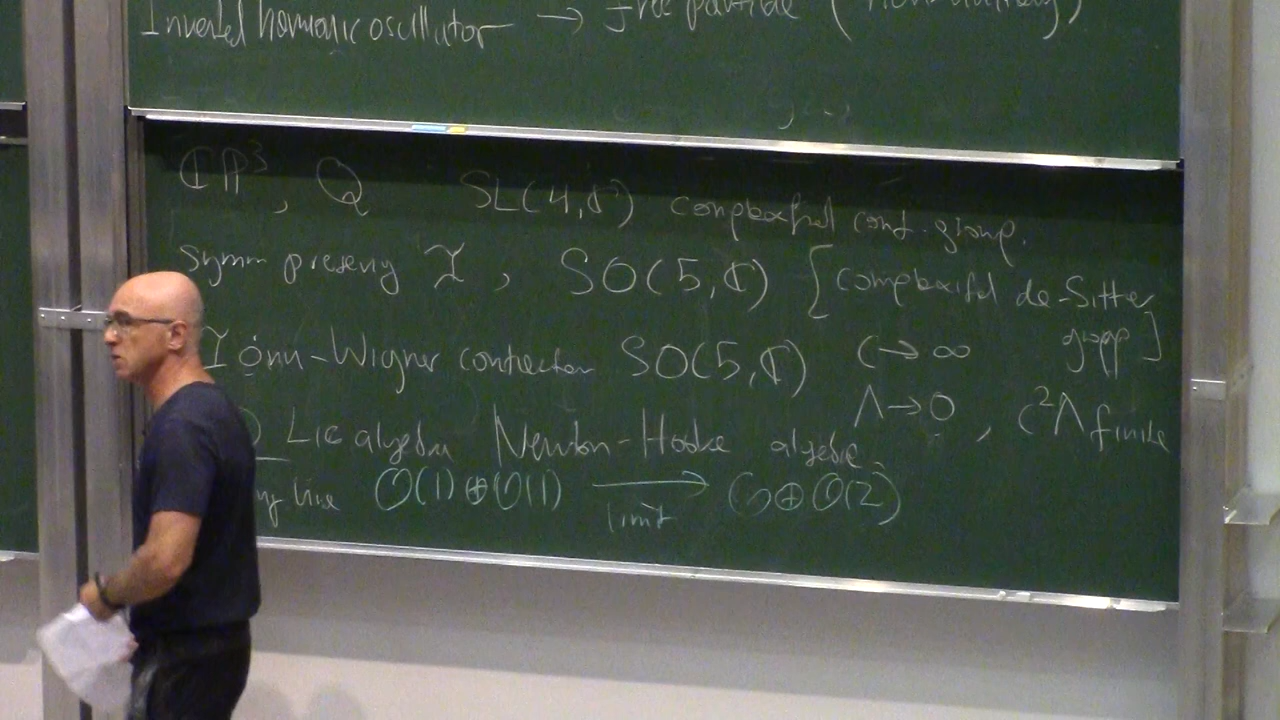 Inverted harmonic oscillator → free particle (
ℂℙ³, Q SL(4,ℂ) complexified conf. group.
Symm preserving I, SO(5,ℂ) [complexified de-Sitter group]
Inönü-Wigner contraction SO(5,ℂ) C→∞
Λ→0, C²Λ finite
Lie algebra Newton-Hooke algebra.
line O(1)⊕O(1) → limit O⊕O(2)